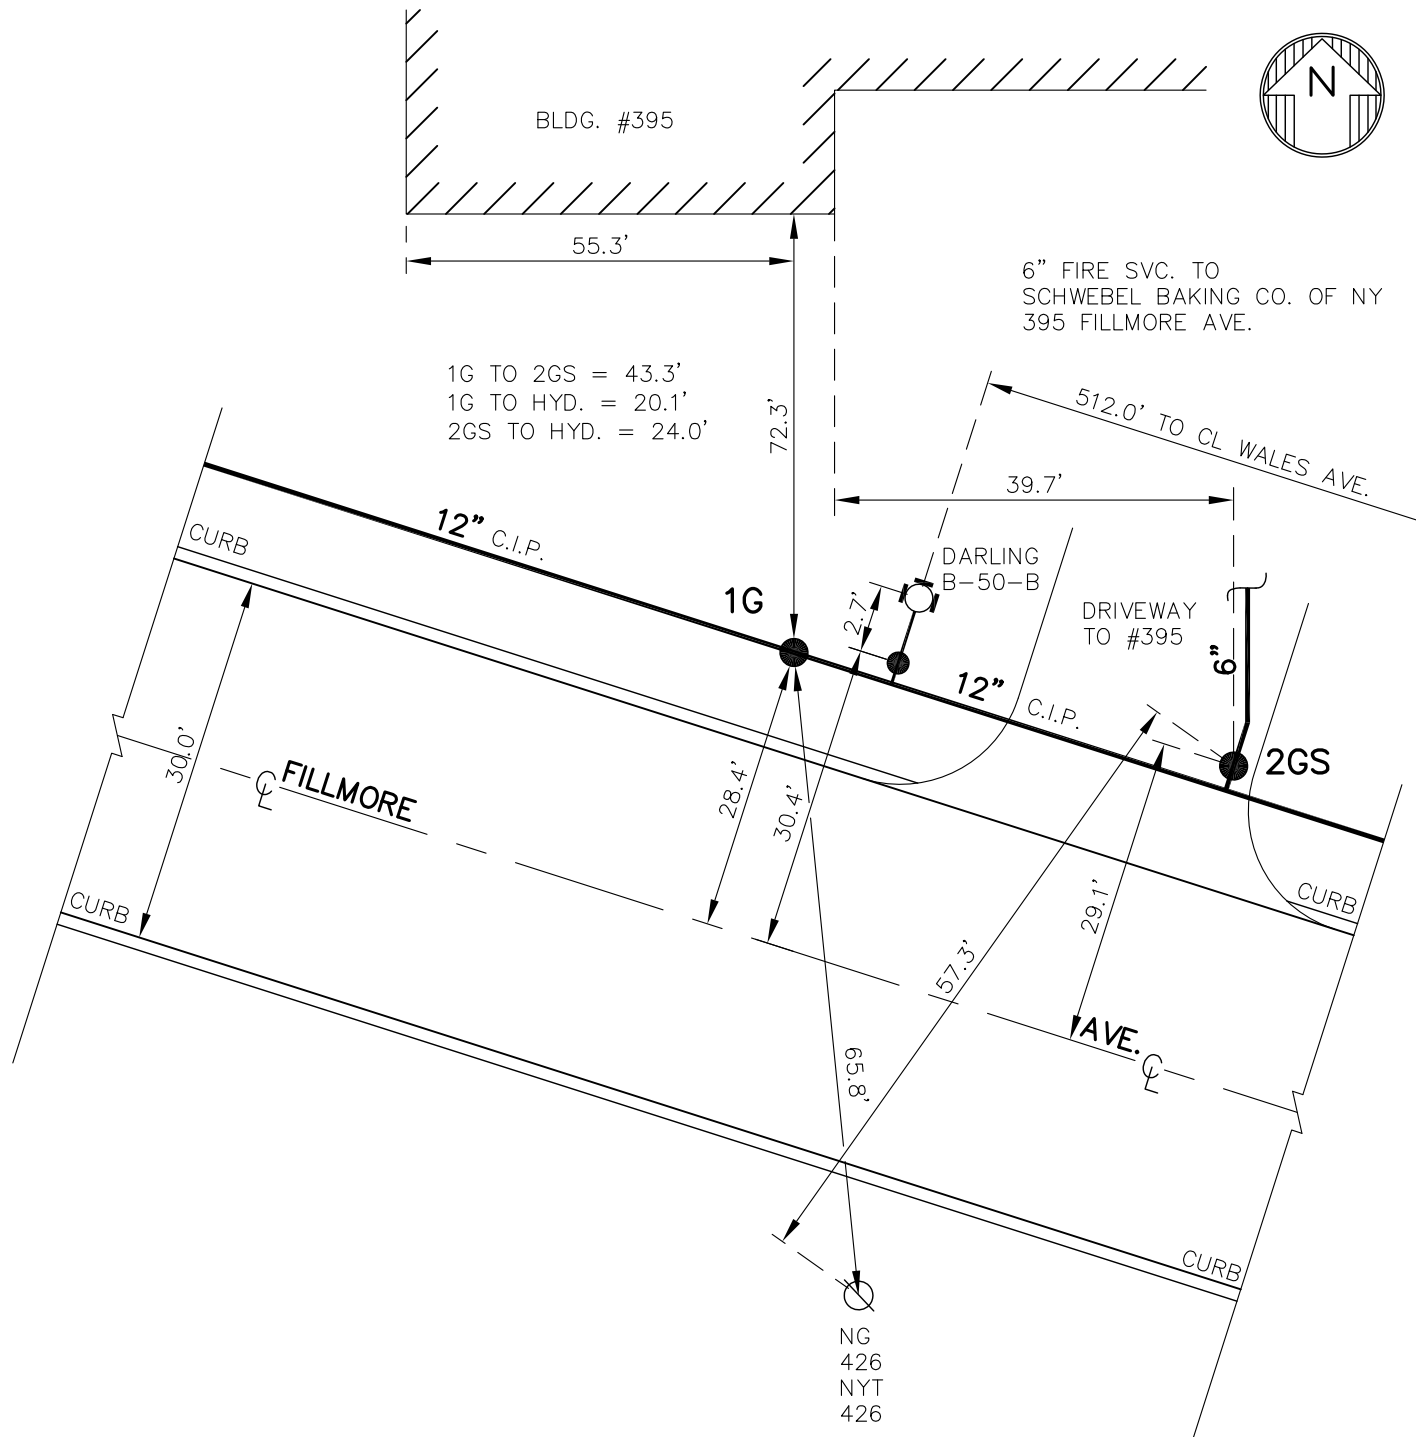 N
BLDG. #395
55.3'
6" FIRE SVC. TO
SCHWEBEL BAKING CO. OF NY
395 FILLMORE AVE.
1G TO 2GS = 43.3'
1G TO HYD. = 20.1'
2GS TO HYD. = 24.0'
72.3'
512.0' TO CL WALES AVE.
39.7'
12" C.I.P.
CURB
DARLING
B-50-B
1G
2.7'
DRIVEWAY
TO #395
6"
12" C.I.P.
2GS
30.0'
CL FILLMORE
28.4'
30.4'
CURB
29.1'
CURB
57.3'
AVE. CL
65.8'
CURB
NG
426
NYT
426